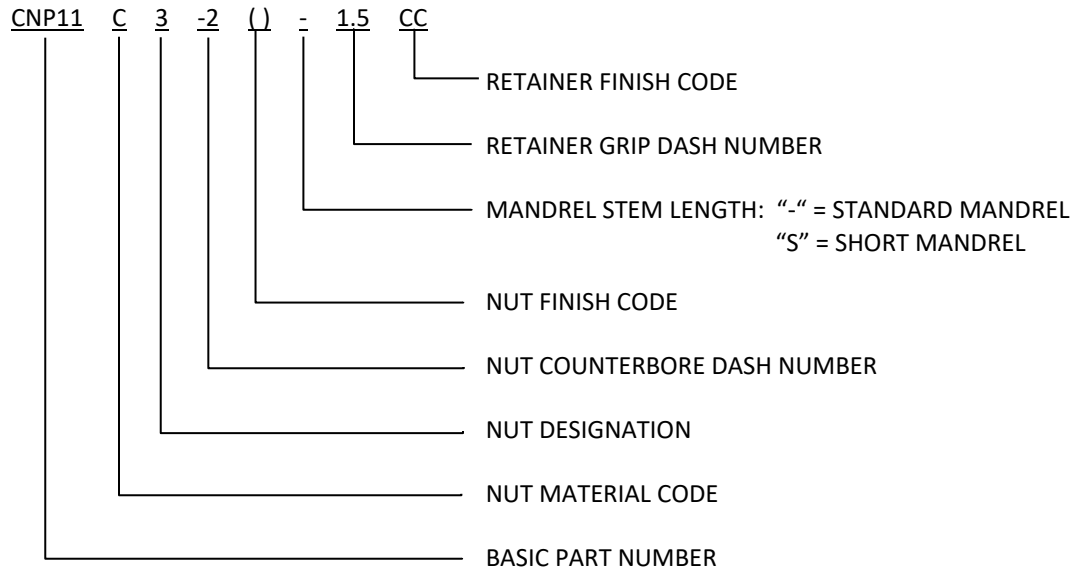 CNP11 C 3 -2 ( ) - 1.5 CC
RETAINER FINISH CODE
RETAINER GRIP DASH NUMBER
MANDREL STEM LENGTH: “-“ = STANDARD MANDREL
“S” = SHORT MANDREL
NUT FINISH CODE
NUT COUNTERBORE DASH NUMBER
NUT DESIGNATION
NUT MATERIAL CODE
BASIC PART NUMBER